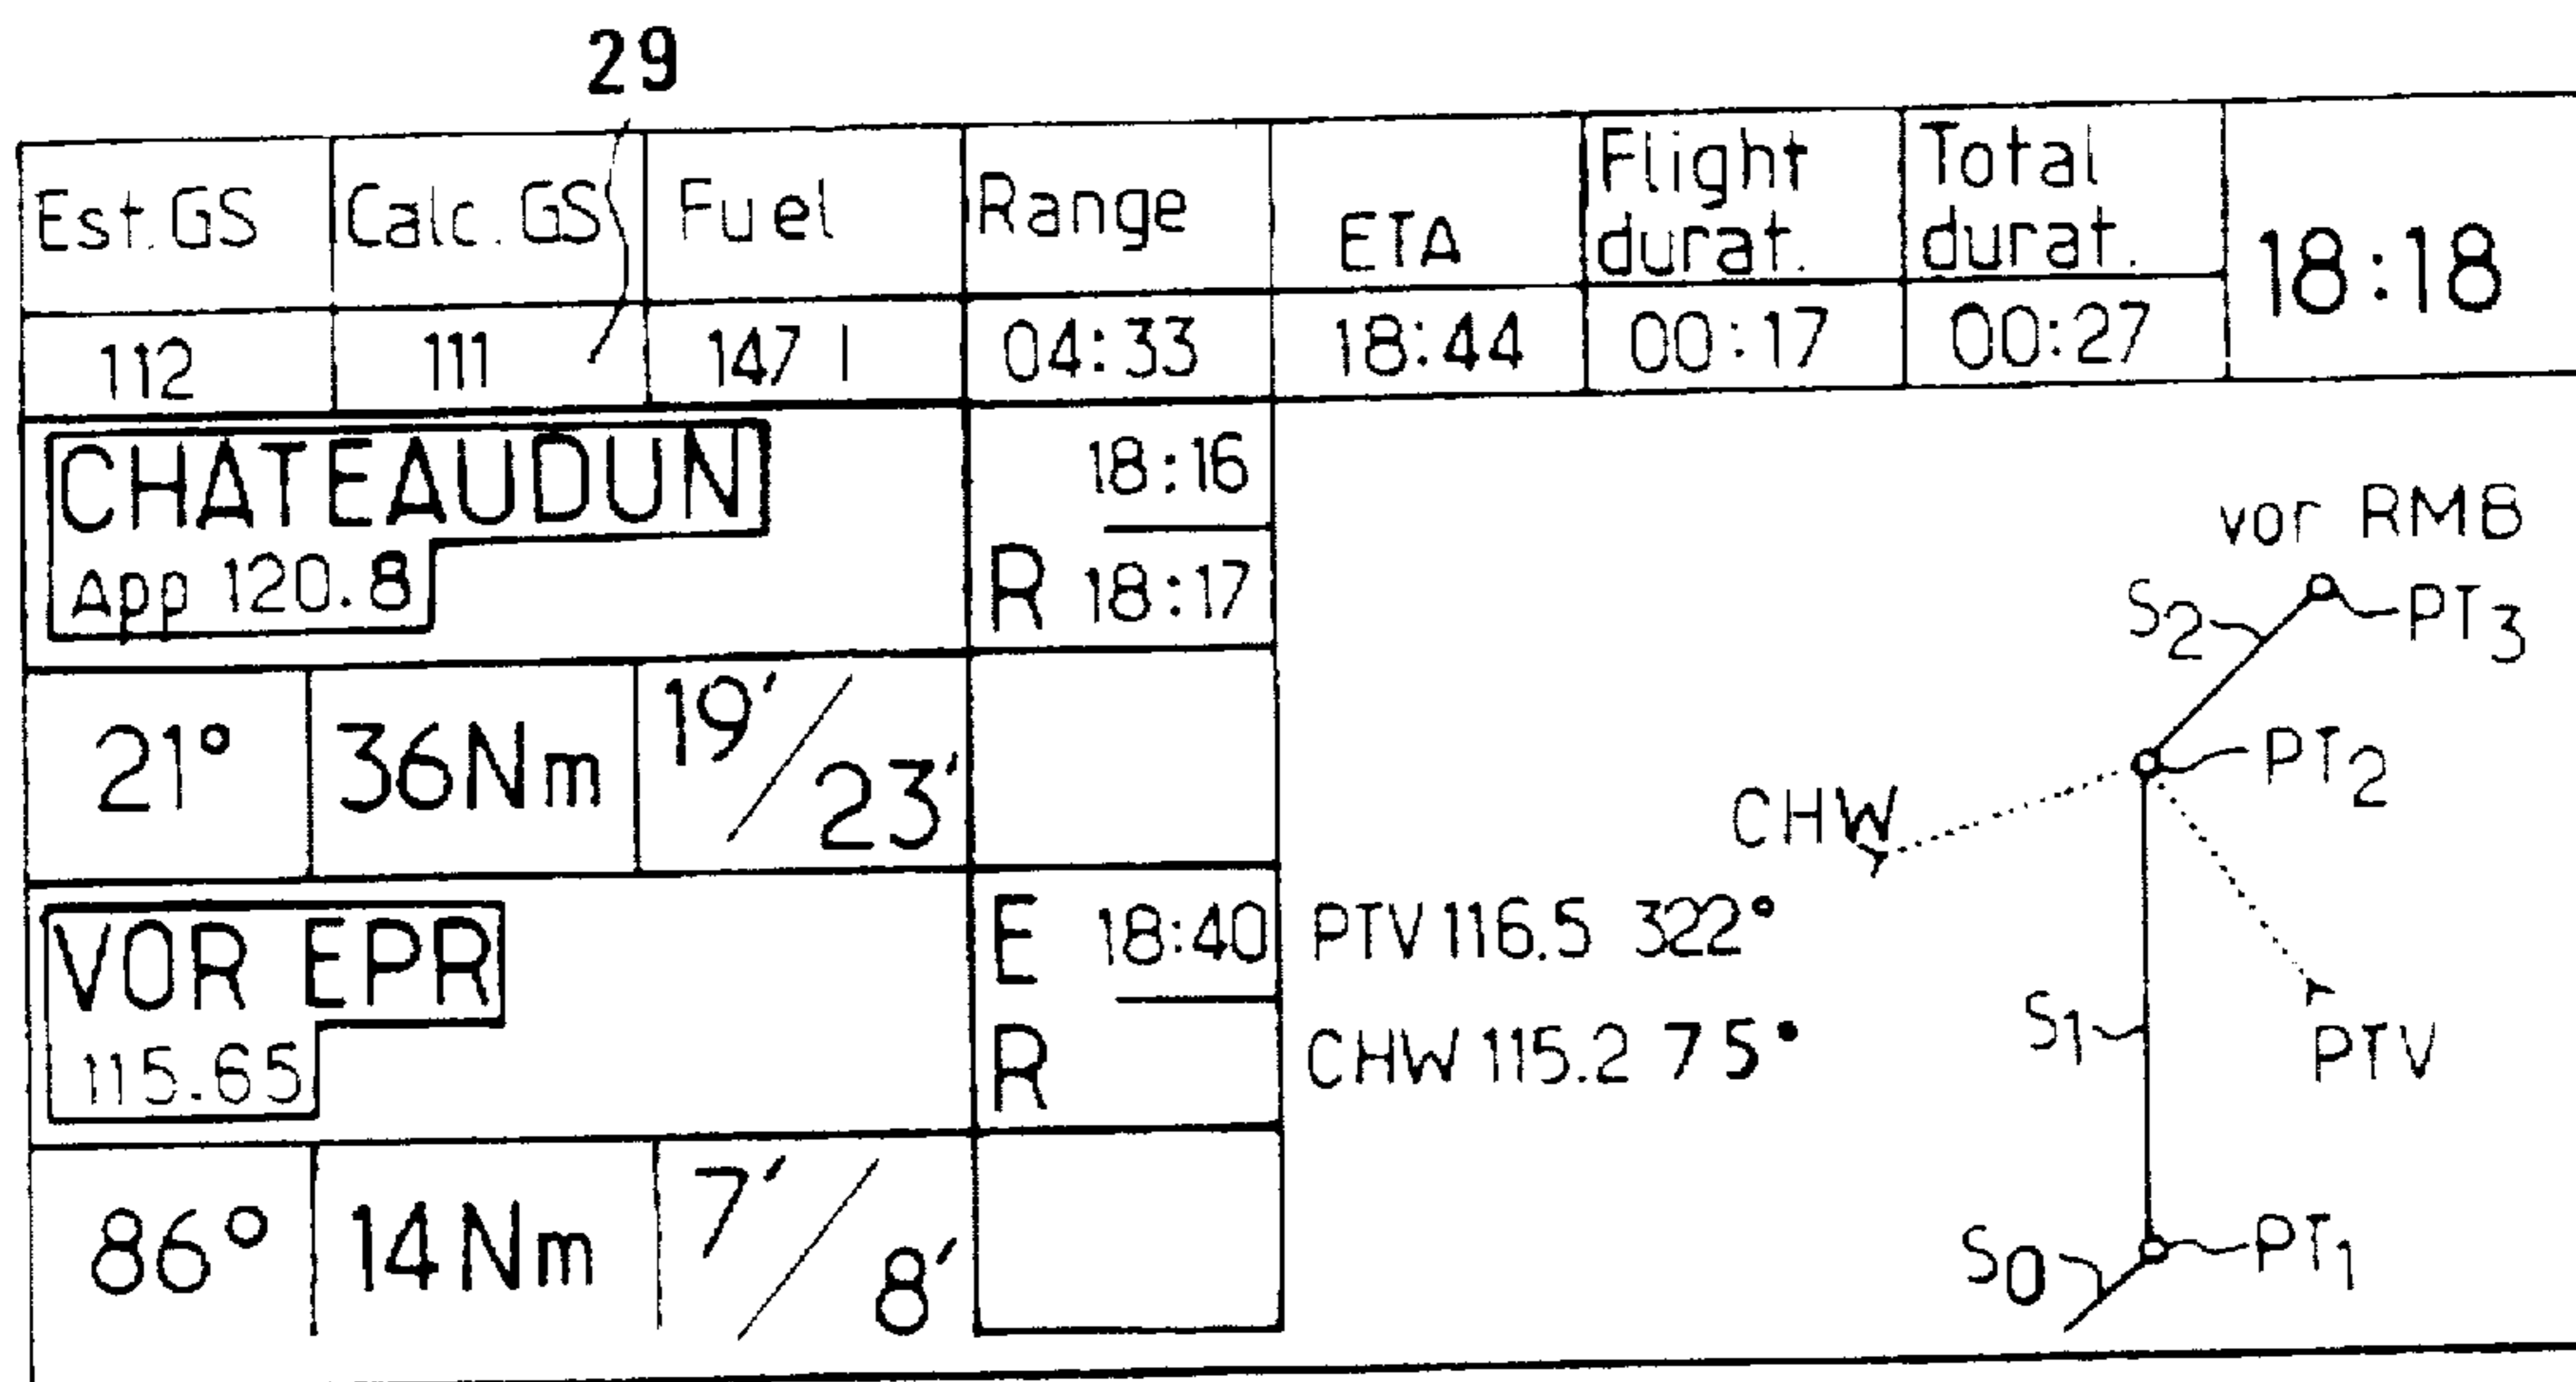 29
Est. GS Calc. GS Fuel Range ETA Flight durat. Total durat. 18:18
112 111 147 l 04:33 18:44 00:17 00:27
CHATEAUDUN 18:16
App 120.8 R 18:17
vor RMB
S2 PT3
21° 36Nm 19' / 23'
PT2
CHW
VOR EPR E 18:40 PTV 116.5 322°
115.65 R CHW 115.2 75°
S1 PTV
86° 14Nm 7' / 8'
S0 PT1